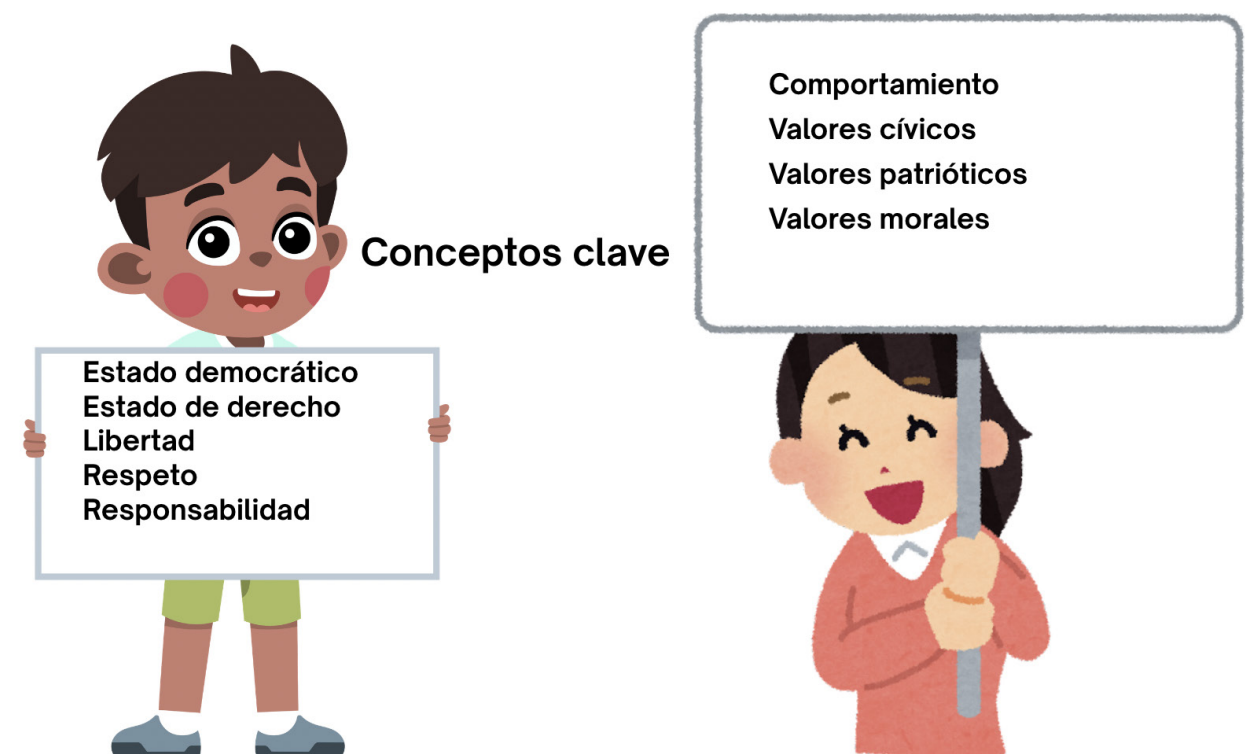 Conceptos clave
Estado democrático
Estado de derecho
Libertad
Respeto
Responsabilidad
Comportamiento
Valores cívicos
Valores patrióticos
Valores morales